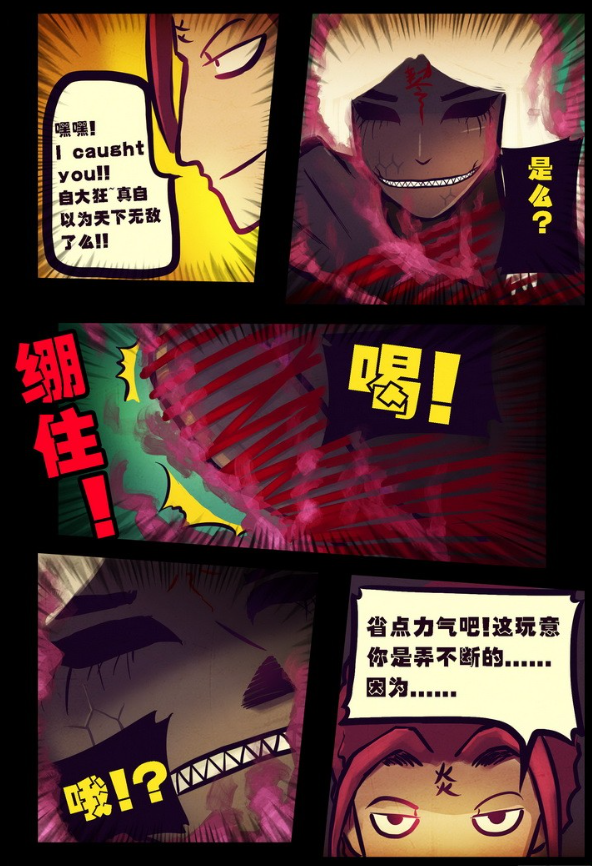 嘿嘿!
I caught
you!!
自大狂~真自
以为天下无敌
了么!!
是么?
绷住!
喝!
哦!?
省点力气吧!这玩意
你是弄不断的......
因为......
炎